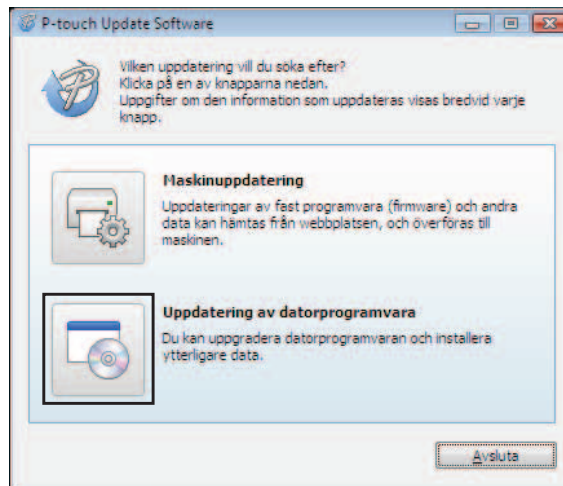 P-touch Update Software
Vilken uppdatering vill du söka efter?
Klicka på en av knapparna nedan.
Uppgifter om den information som uppdateras visas bredvid varje
knapp.
Maskinuppdatering
Uppdateringar av fast programvara (firmware) och andra
data kan hämtas från webbplatsen, och överföras till
maskinen.
Uppdatering av datorprogramvara
Du kan uppgradera datorprogramvaran och installera
ytterligare data.
Avsluta